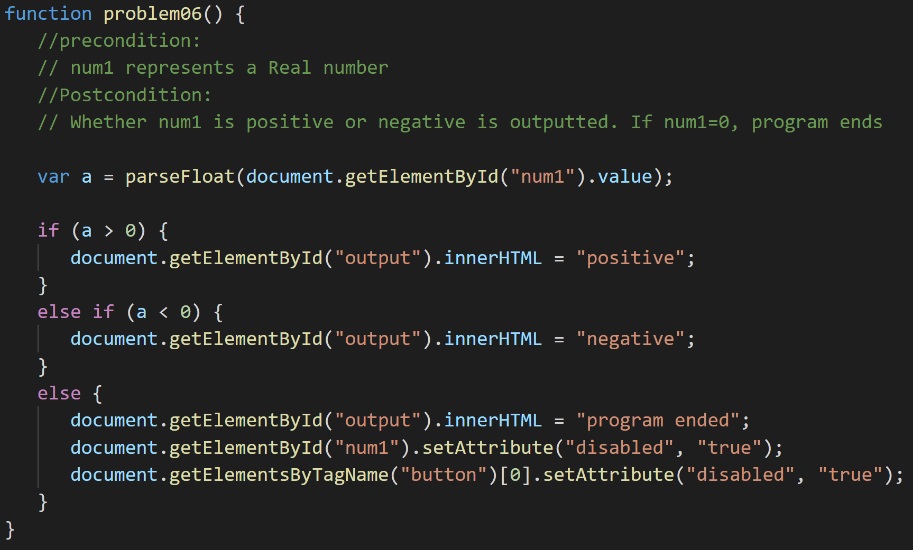 function problem06() {
//precondition:
// num1 represents a Real number
//Postcondition:
// Whether num1 is positive or negative is outputted. If num1=0, program ends
var a = parseFloat(document.getElementById("num1").value);
if (a > 0) {
document.getElementById("output").innerHTML = "positive";
}
else if (a < 0) {
document.getElementById("output").innerHTML = "negative";
}
else {
document.getElementById("output").innerHTML = "program ended";
document.getElementById("num1").setAttribute("disabled", "true");
document.getElementsByTagName("button")[0].setAttribute("disabled", "true");
}
}